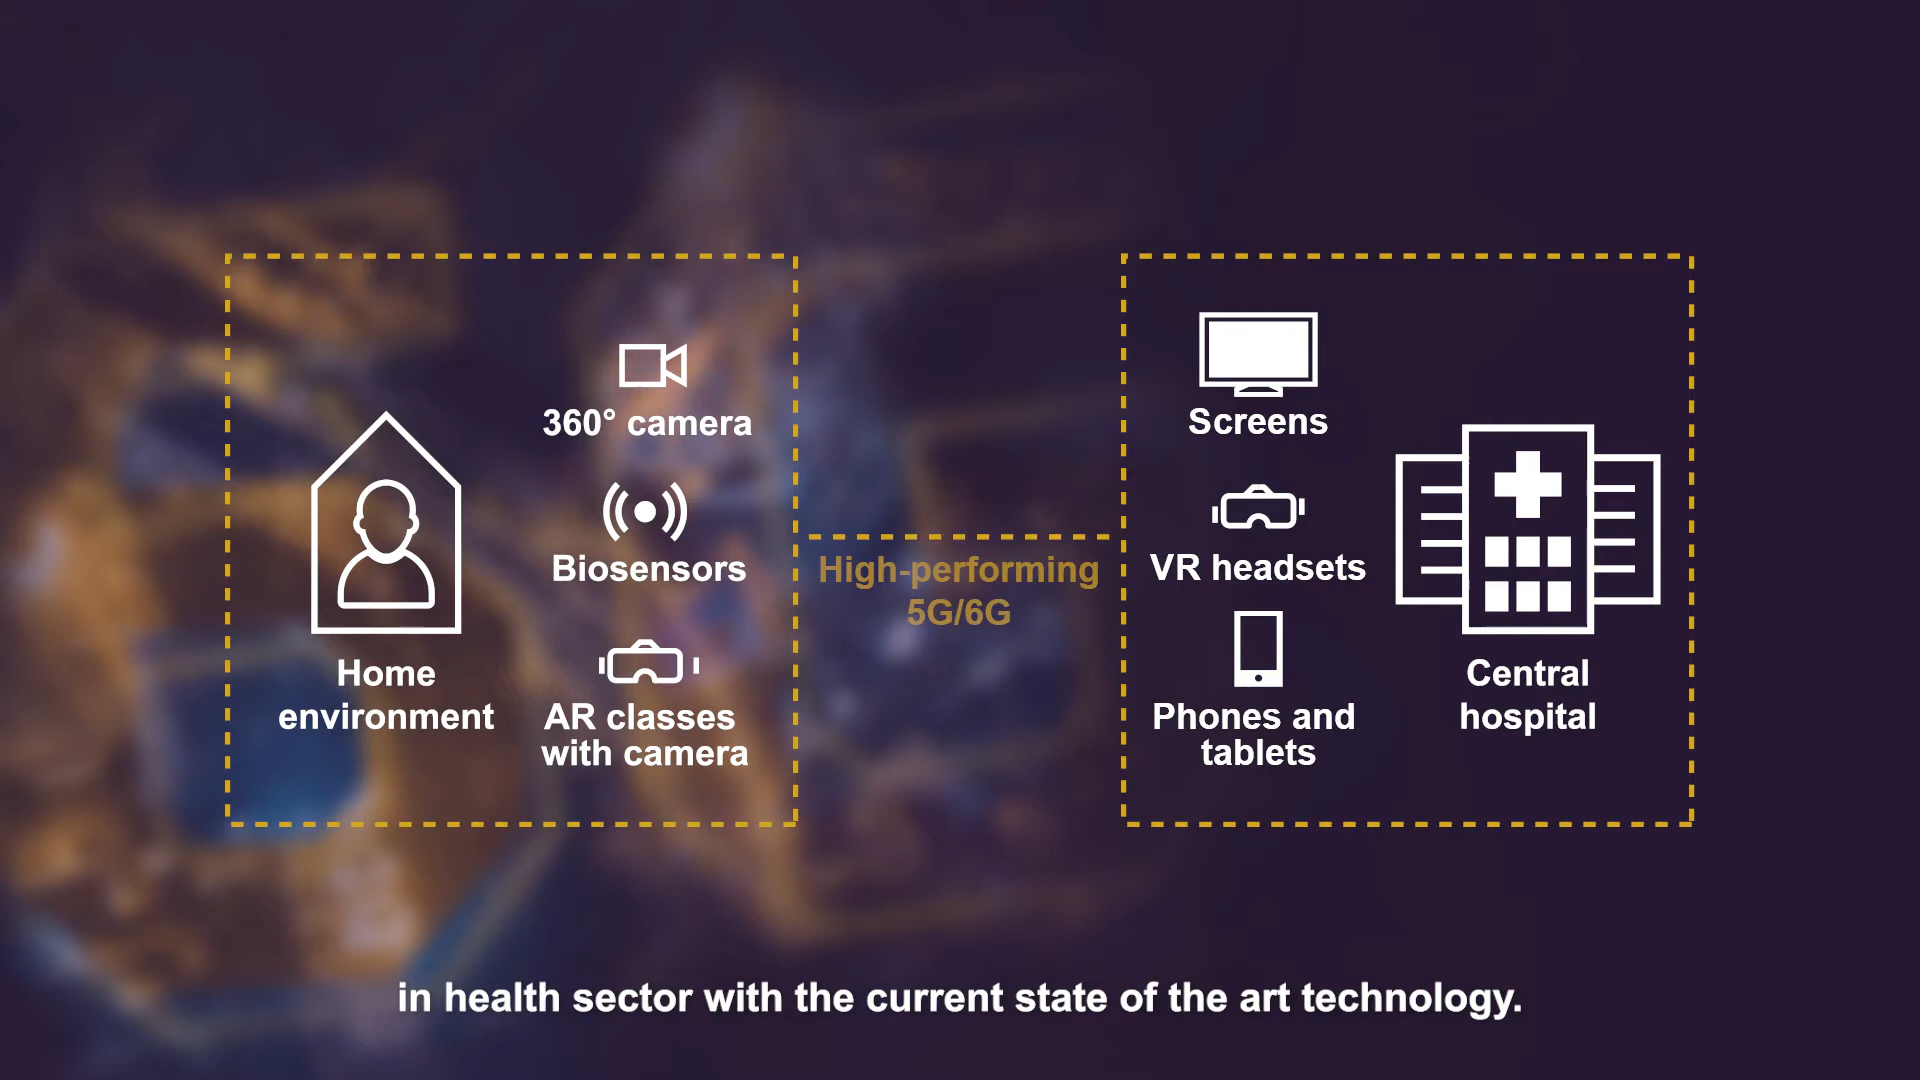 360° camera
Biosensors
AR classes
with camera
Home
environment
High-performing
5G/6G
Screens
VR headsets
Phones and
tablets
Central
hospital
in health sector with the current state of the art technology.